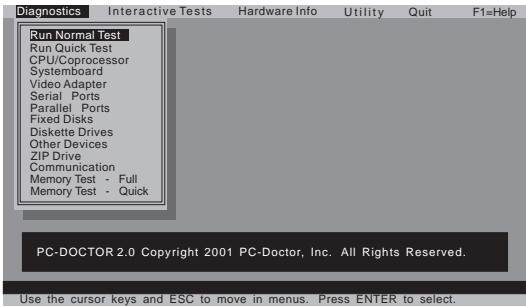 Diagnostics Interactive Tests Hardware Info Utility Quit F1=Help
Run Normal Test
Run Quick Test
CPU/Coprocessor
Systemboard
Video Adapter
Serial Ports
Parallel Ports
Fixed Disks
Diskette Drives
Other Devices
ZIP Drive
Communication
Memory Test - Full
Memory Test - Quick
PC-DOCTOR 2.0 Copyright 2001 PC-Doctor, Inc. All Rights Reserved.
Use the cursor keys and ESC to move in menus. Press ENTER to select.